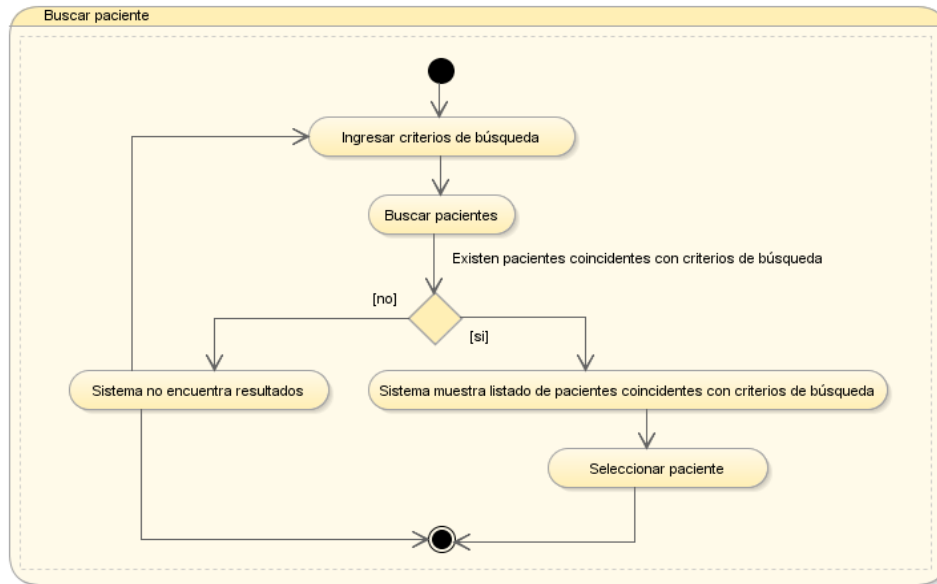 Buscar paciente
Ingresar criterios de búsqueda
Buscar pacientes
Existen pacientes coincidentes con criterios de búsqueda
[no]
[si]
Sistema no encuentra resultados
Sistema muestra listado de pacientes coincidentes con criterios de búsqueda
Seleccionar paciente